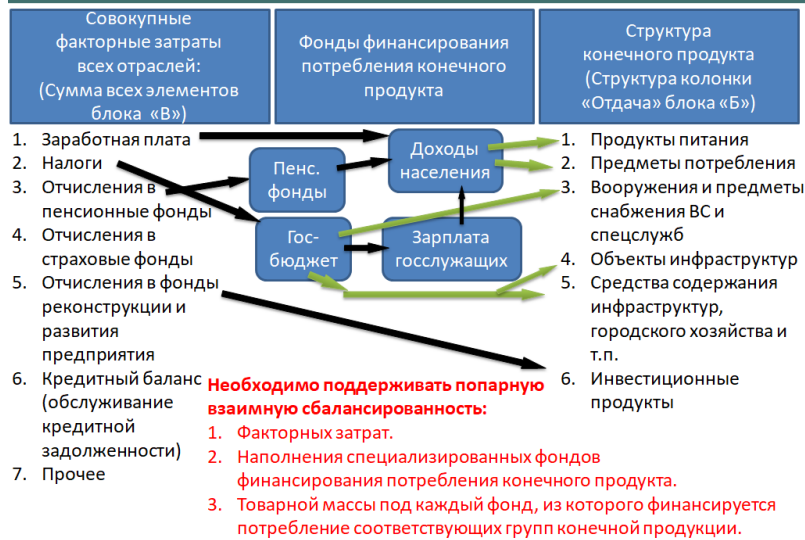 Совокупные
факторные затраты
всех отраслей:
(Сумма всех элементов
блока «В»)
Фонды финансирования
потребления конечного
продукта
Структура
конечного продукта
(Структура колонки
«Отдача» блока «Б»)
1. Заработная плата
2. Налоги
3. Отчисления в
пенсионные фонды
4. Отчисления в
страховые фонды
5. Отчисления в фонды
реконструкции и
развития
предприятия
6. Кредитный баланс
(обслуживание
кредитной
задолженности)
7. Прочее
Доходы
населения
Пенс.
фонды
Гос-
бюджет
Зарплата
госслужащих
1. Продукты питания
2. Предметы потребления
3. Вооружения и предметы
снабжения ВС и
спецслужб
4. Объекты инфраструктур
5. Средства содержания
инфраструктур,
городского хозяйства и
т.п.
6. Инвестиционные
продукты
Необходимо поддерживать попарную
взаимную сбалансированность:
1. Факторных затрат.
2. Наполнения специализированных фондов
финансирования потребления конечного продукта.
3. Товарной массы под каждый фонд, из которого финансируется
потребление соответствующих групп конечной продукции.